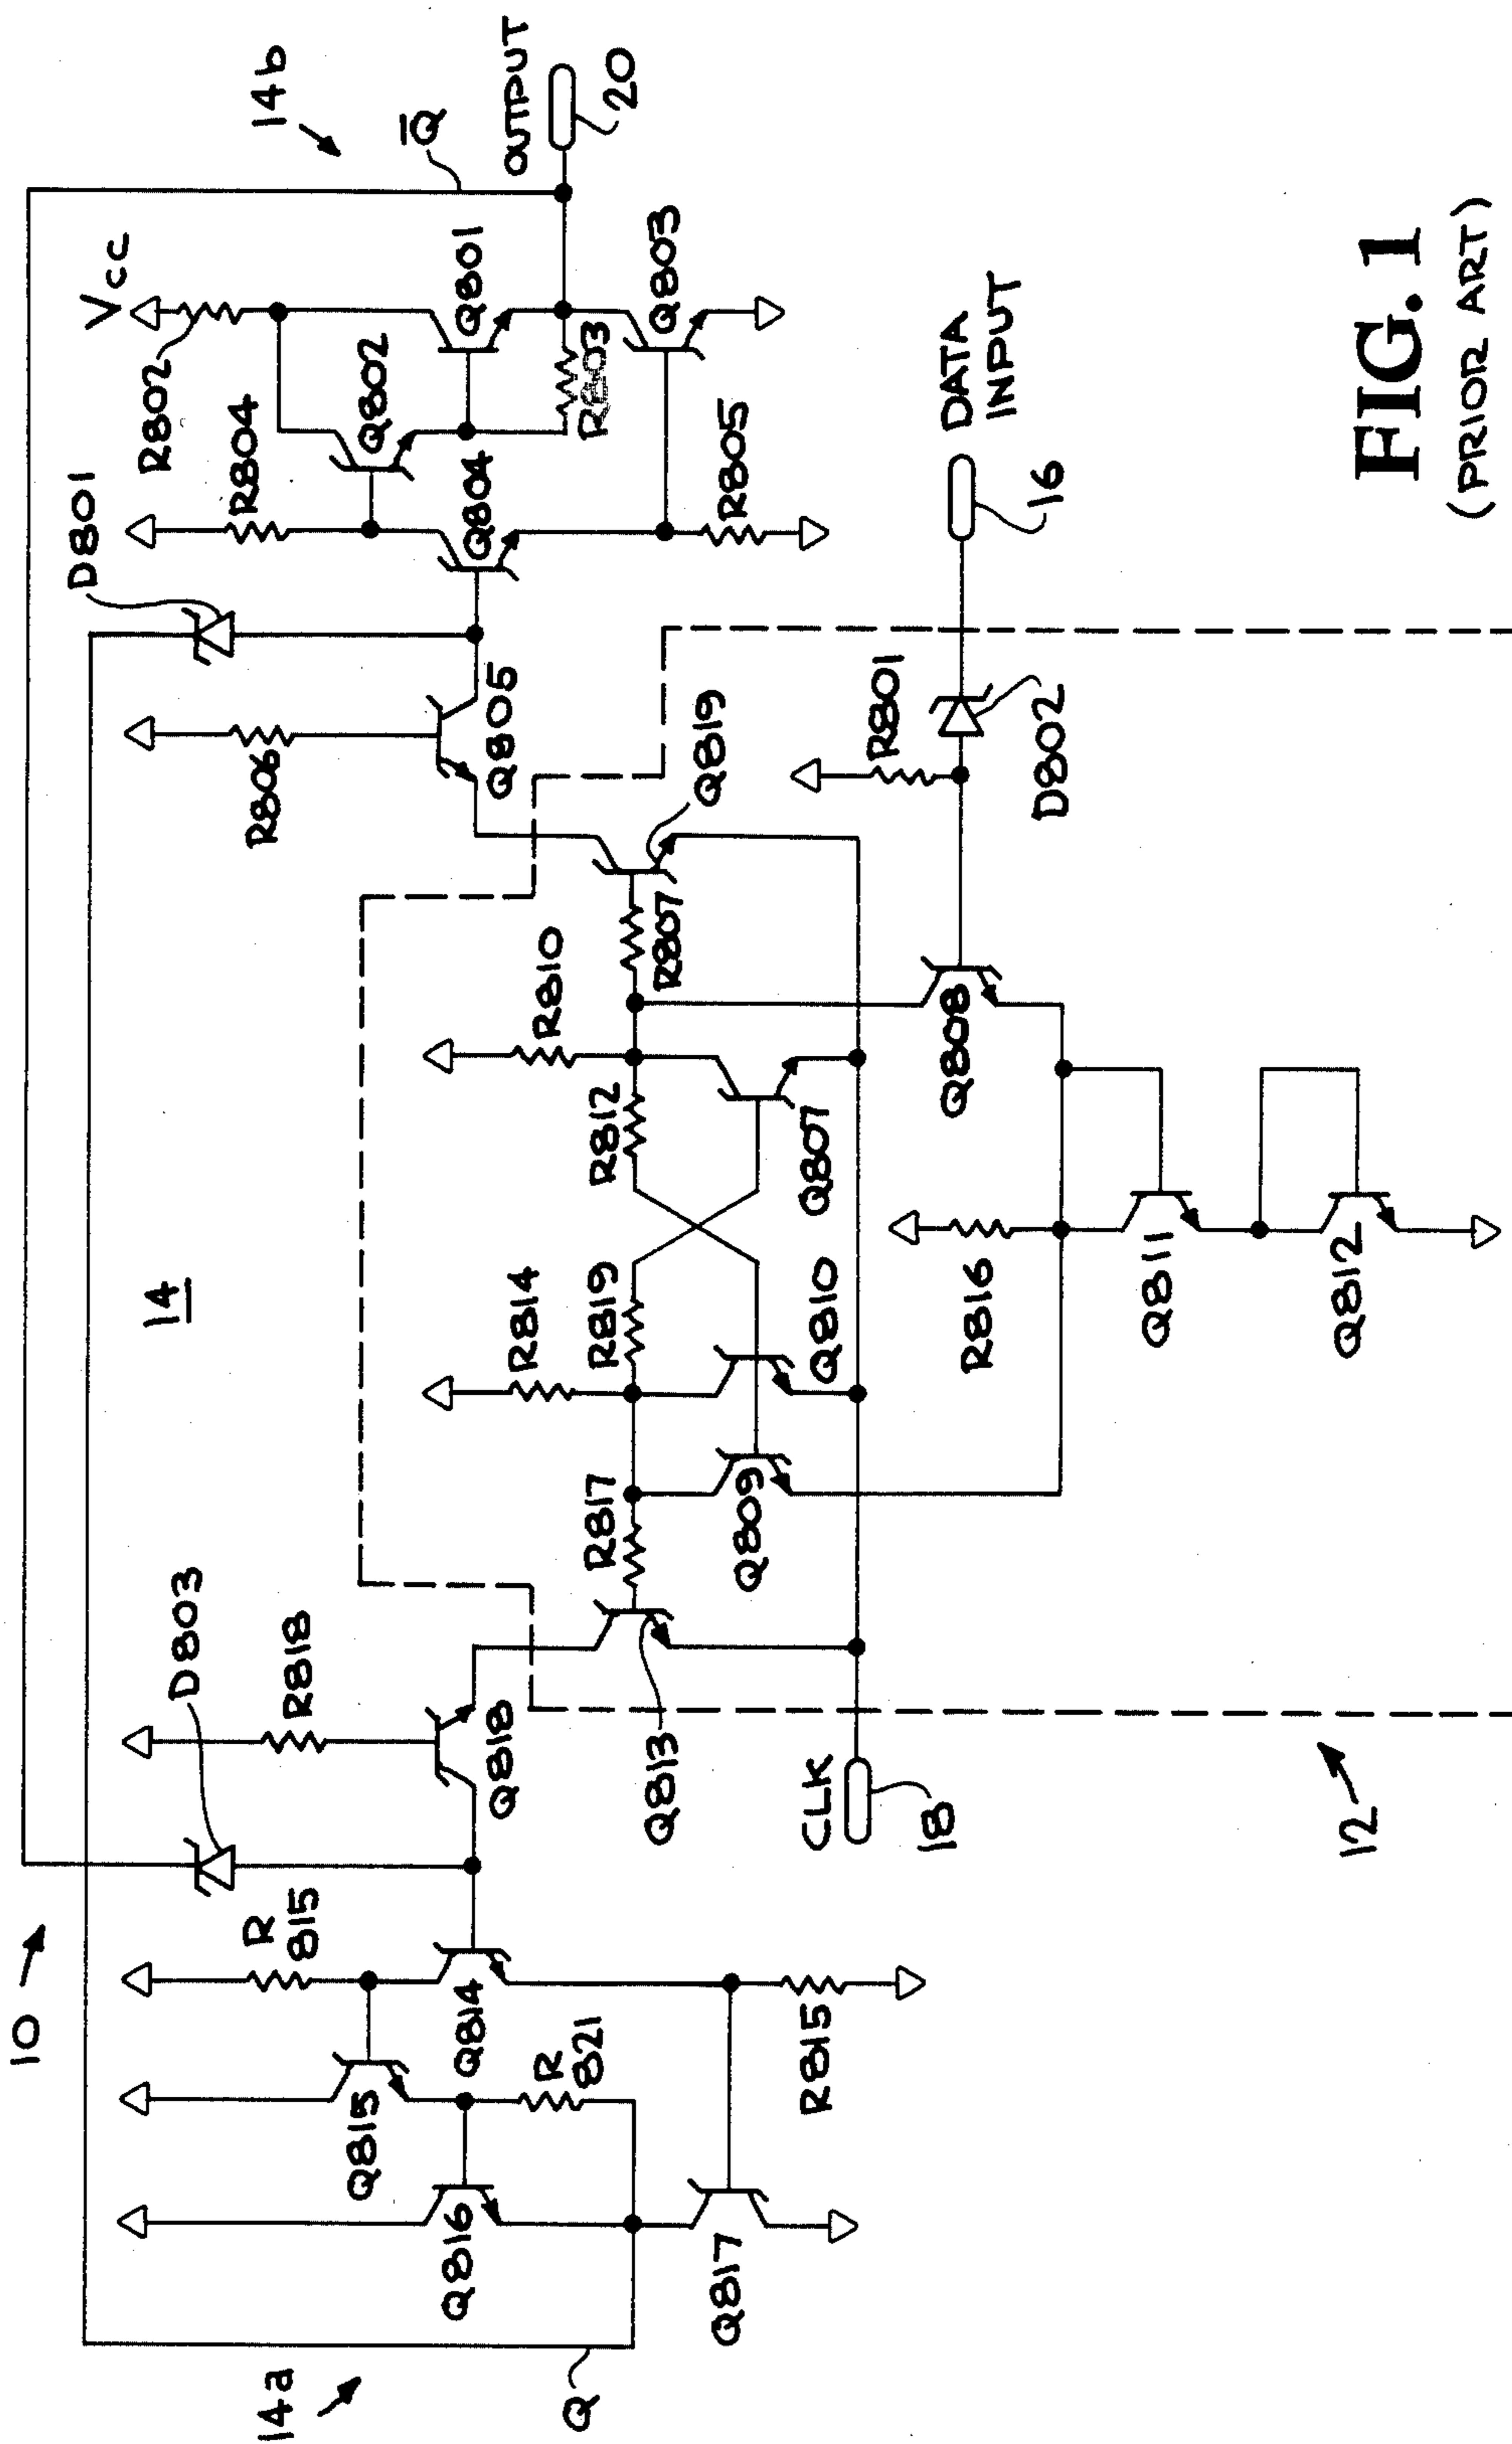 10
14
14a
14b
12
Q
Q̅
VCC
OUTPUT
20
D801
D803
R802
R804
Q802
Q801
R803
Q803
Q804
R805
R806
Q805
Q819
R801
DATA
INPUT
16
D802
R807
R810
Q808
R812
Q807
R814
R819
Q810
R816
Q811
Q812
R817
Q809
R818
Q818
Q813
CLK
18
R
815
Q814
Q815
R
821
R815
Q816
Q817
FIG. 1
(PRIOR ART)